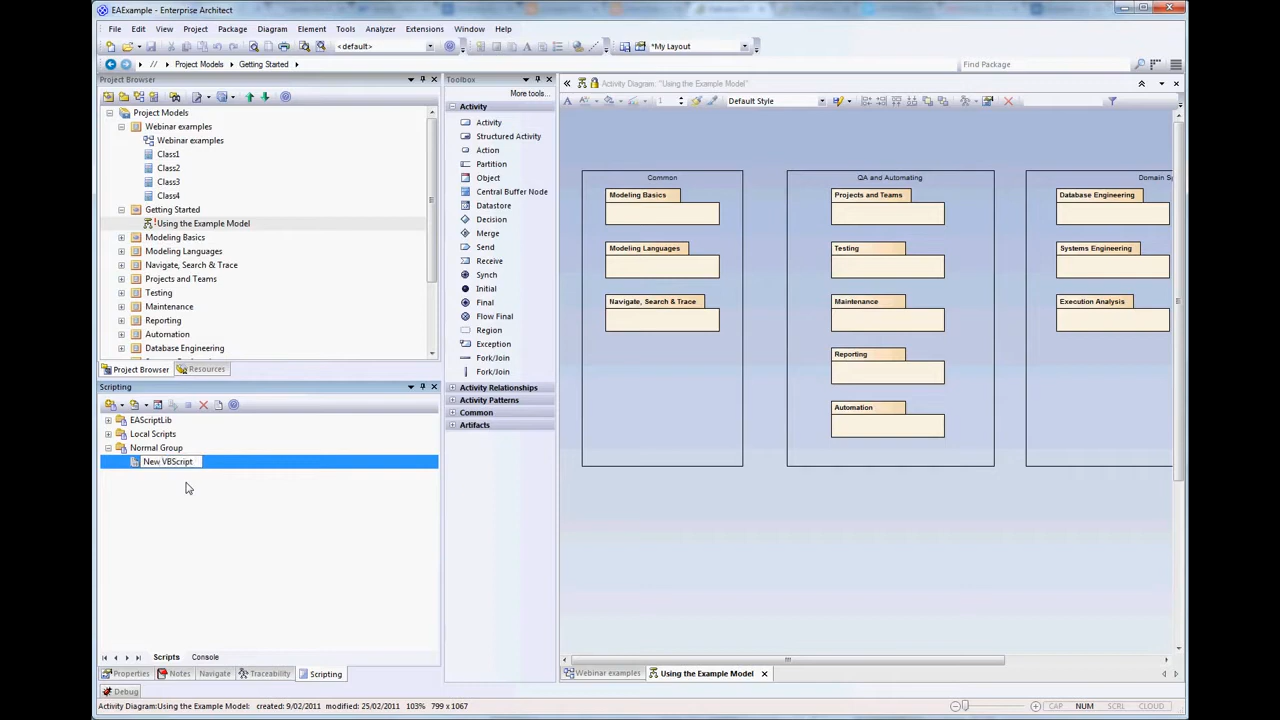 EAExample - Enterprise Architect
File Edit View Project Package Diagram Element Tools Analyzer Extensions Window Help
<default> *My Layout
// Project Models Getting Started Find Package
Project Browser
Project Models
Webinar examples
Webinar examples
Class1
Class2
Class3
Class4
Getting Started
!Using the Example Model
Modeling Basics
Modeling Languages
Navigate, Search & Trace
Projects and Teams
Testing
Maintenance
Reporting
Automation
Database Engineering
Project Browser Resources
Scripting
EAScriptLib
Local Scripts
Normal Group
New VBScript
Scripts Console
Properties Notes Navigate Traceability Scripting
Debug
Toolbox
More tools...
Activity
Activity
Structured Activity
Action
Partition
Object
Central Buffer Node
Datastore
Decision
Merge
Send
Receive
Synch
Initial
Final
Flow Final
Region
Exception
Fork/Join
Fork/Join
Activity Relationships
Activity Patterns
Common
Artifacts
Activity Diagram: "Using the Example Model"
1 Default Style
Common
Modeling Basics
Modeling Languages
Navigate, Search & Trace
QA and Automating
Projects and Teams
Testing
Maintenance
Reporting
Automation
Domain Sy
Database Engineering
Systems Engineering
Execution Analysis
Webinar examples Using the Example Model
Activity Diagram:Using the Example Model: created: 9/02/2011 modified: 25/02/2011 103% 799 x 1067
CAP NUM SCRL CLOUD